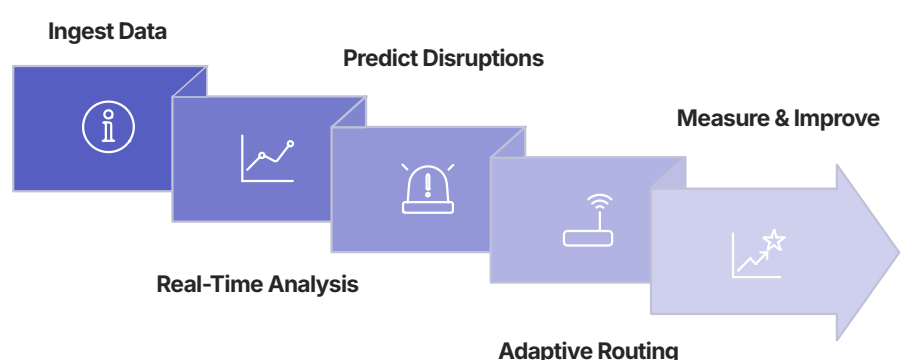 Ingest Data
Predict Disruptions
Measure & Improve
Real-Time Analysis
Adaptive Routing